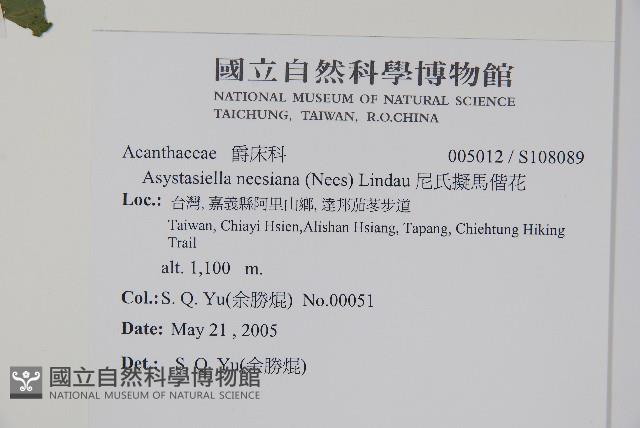 國立自然科學博物館
NATIONAL MUSEUM OF NATURAL SCIENCE
TAICHUNG, TAIWAN, R.O.CHINA
Acanthaceae 爵床科 005012 / S108089
Asystasiella neesiana (Nees) Lindau 尼氏擬馬偕花
Loc.: 台灣, 嘉義縣阿里山鄉, 達邦茄苳步道
Taiwan, Chiayi Hsien,Alishan Hsiang, Tapang, Chiehtung Hiking
Trail
alt. 1,100 m.
Col.: S. Q. Yu(余勝焜) No.00051
Date: May 21 , 2005
Det.: S. Q. Yu(余勝焜)
國立自然科學博物館
NATIONAL MUSEUM OF NATURAL SCIENCE